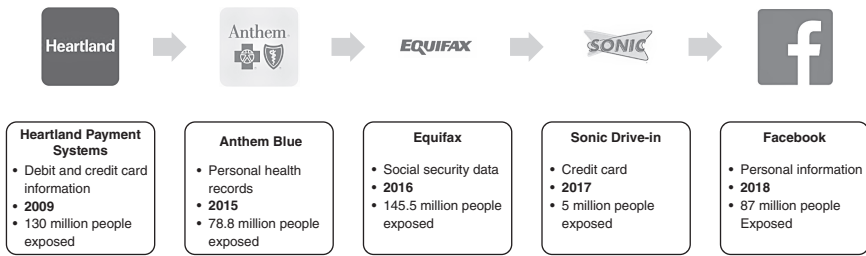 Heartland
Anthem
EQUIFAX
SONIC
f
Heartland Payment
Systems
• Debit and credit card
information
• 2009
• 130 million people
exposed
Anthem Blue
• Personal health
records
• 2015
• 78.8 million people
exposed
Equifax
• Social security data
• 2016
• 145.5 million people
exposed
Sonic Drive-in
• Credit card
• 2017
• 5 million people
exposed
Facebook
• Personal information
• 2018
• 87 million people
Exposed